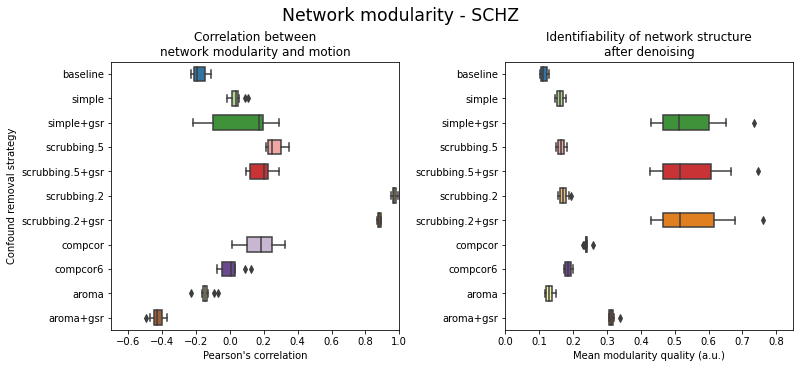 Network modularity - SCHZ
Correlation between
network modularity and motion
Confound removal strategy
baseline
simple
simple+gsr
scrubbing.5
scrubbing.5+gsr
scrubbing.2
scrubbing.2+gsr
compcor
compcor6
aroma
aroma+gsr
−0.6 −0.4 −0.2 0.0 0.2 0.4 0.6 0.8 1.0
Pearson's correlation
Identifiability of network structure
after denoising
baseline
simple
simple+gsr
scrubbing.5
scrubbing.5+gsr
scrubbing.2
scrubbing.2+gsr
compcor
compcor6
aroma
aroma+gsr
0.0 0.1 0.2 0.3 0.4 0.5 0.6 0.7 0.8
Mean modularity quality (a.u.)